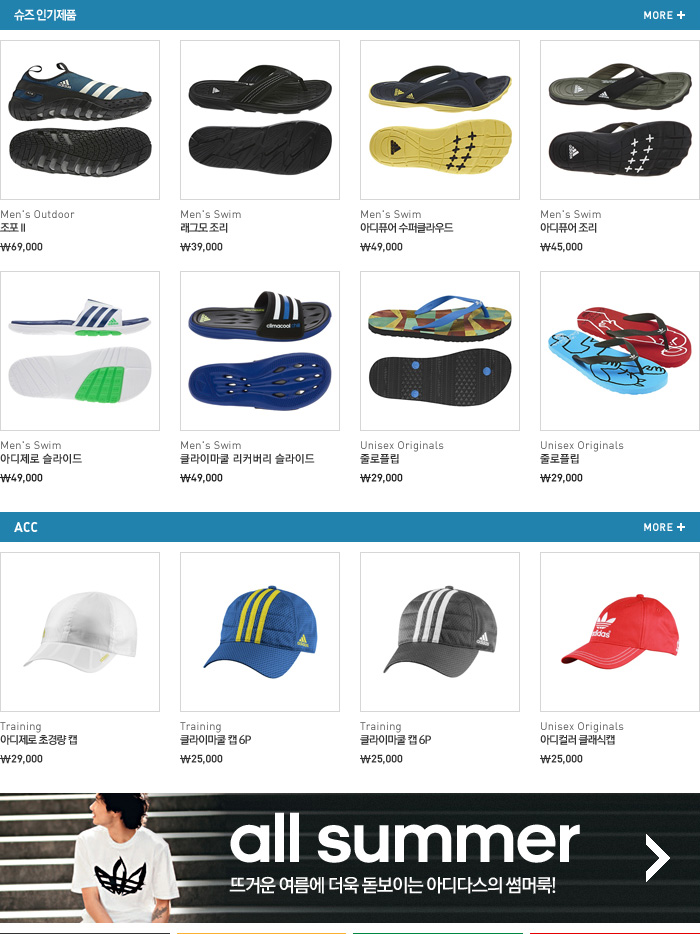 슈즈 인기제품
MORE +
Men's Outdoor
조포 II
₩69,000
Men's Swim
래그모 조리
₩39,000
Men's Swim
아디퓨어 수퍼클라우드
₩49,000
Men's Swim
아디퓨어 조리
₩45,000
Men's Swim
아디제로 슬라이드
₩49,000
climacool
Men's Swim
클라이마쿨 리커버리 슬라이드
₩49,000
Unisex Originals
줄로플립
₩29,000
Unisex Originals
줄로플립
₩29,000
ACC
MORE +
Training
아디제로 초경량 캡
₩29,000
Training
클라이마쿨 캡 6P
₩25,000
Training
클라이마쿨 캡 6P
₩25,000
adidas
Unisex Originals
아디컬러 클래식캡
₩25,000
all summer
뜨거운 여름에 더욱 돋보이는 아디다스의 썸머룩!